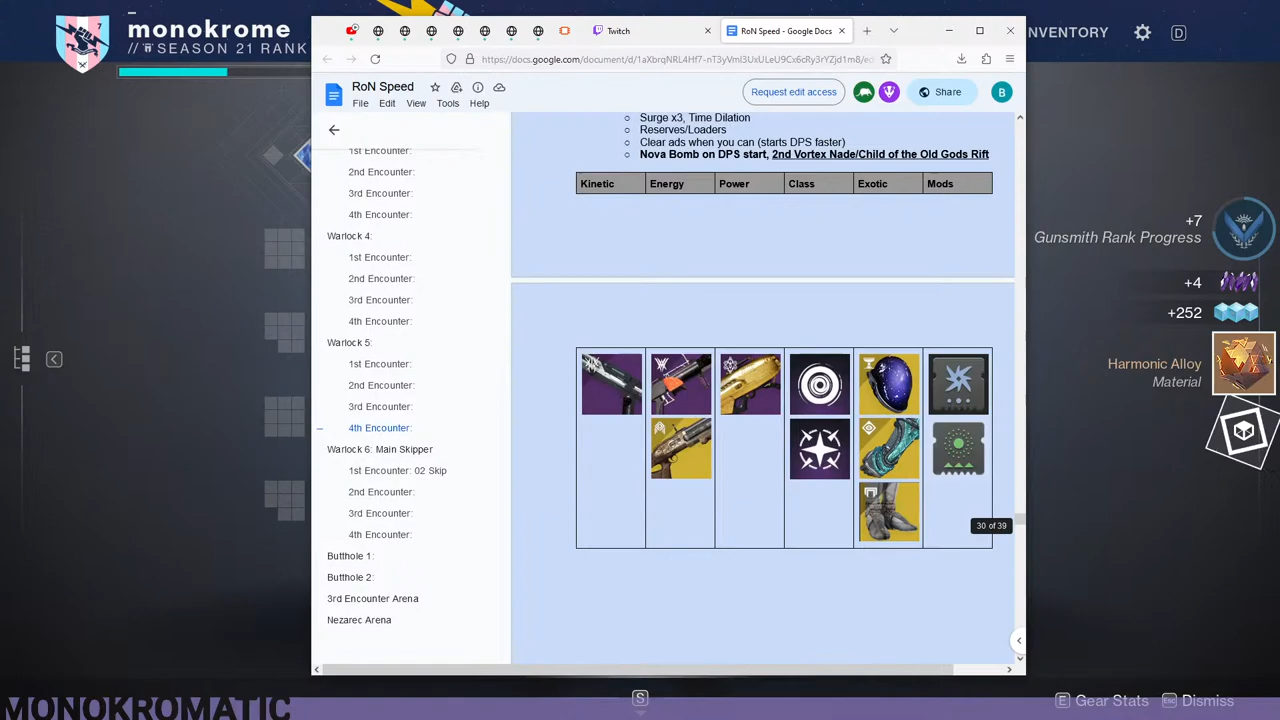 monokrome
// SEASON 21 RANK
7
INVENTORY
D
Twitch
RoN Speed - Google Docs
https://docs.google.com/document/d/1aXbrqNRL4Hf7-nT3yVml3UxULeU9Cx6cRy3rYZjd1m8/ed
RoN Speed
File Edit View Tools Help
Request edit access
Share
B
1st Encounter:
2nd Encounter:
3rd Encounter:
4th Encounter:
Warlock 4:
1st Encounter:
2nd Encounter:
3rd Encounter:
4th Encounter:
Warlock 5:
1st Encounter:
2nd Encounter:
3rd Encounter:
4th Encounter:
Warlock 6: Main Skipper
1st Encounter: 02 Skip
2nd Encounter:
3rd Encounter:
4th Encounter:
Butthole 1:
Butthole 2:
3rd Encounter Arena
Nezarec Arena
Surge x3, Time Dilation
Reserves/Loaders
Clear ads when you can (starts DPS faster)
Nova Bomb on DPS start, 2nd Vortex Nade/Child of the Old Gods Rift
Kinetic Energy Power Class Exotic Mods
30 of 39
+7
Gunsmith Rank Progress
+4
+252
Harmonic Alloy
Material
MONOKROMATIC
S
E Gear Stats Esc Dismiss